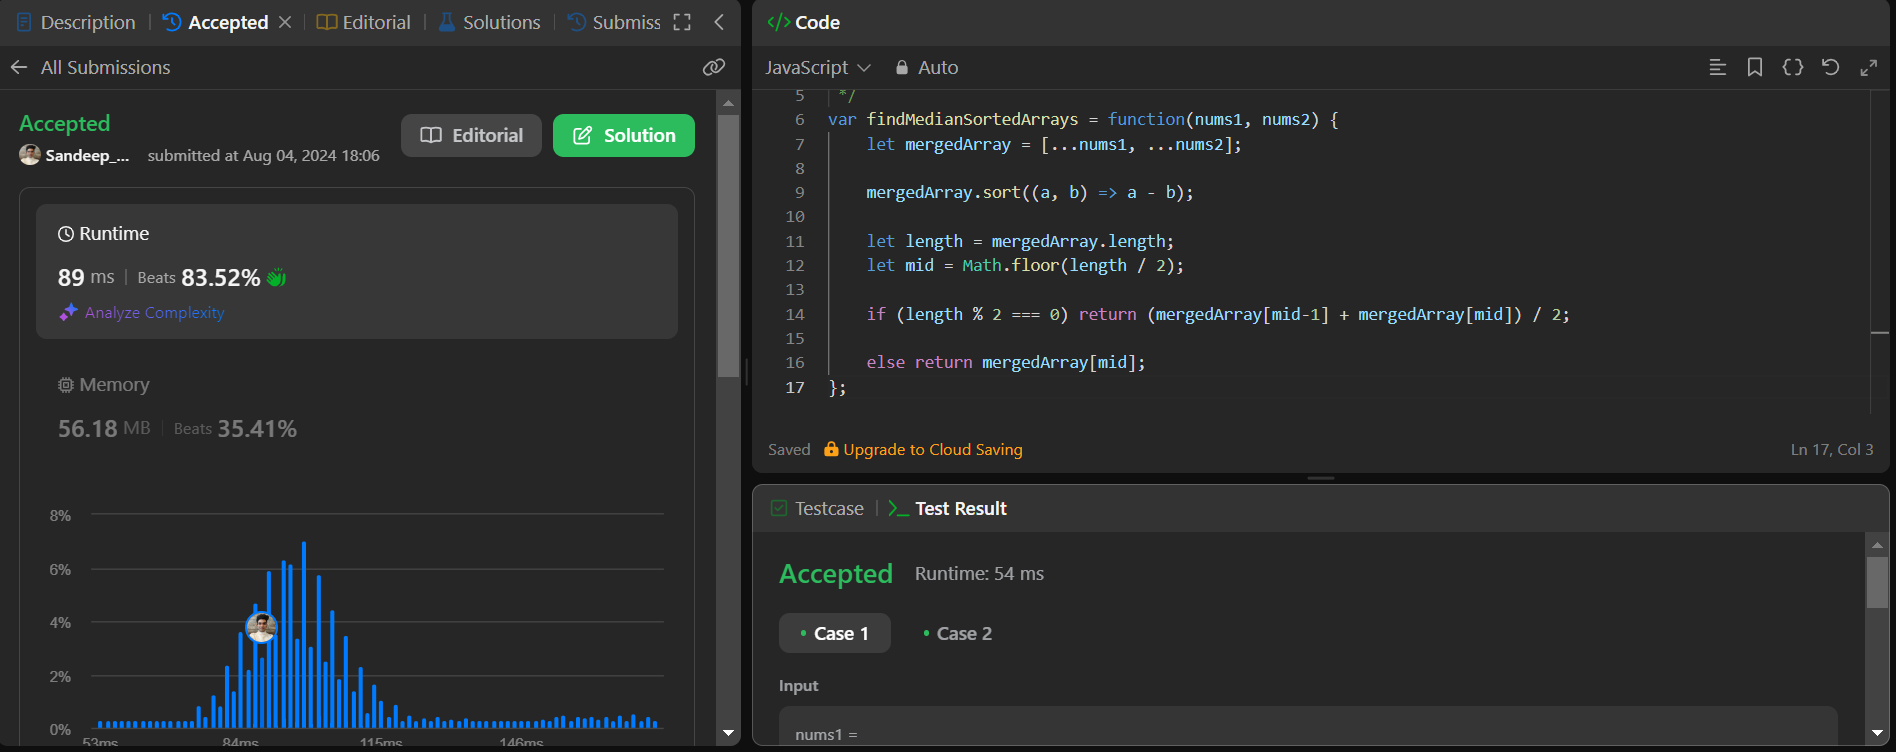 Description
Accepted
Editorial
Solutions
Submiss
All Submissions
Accepted
Sandeep_...
submitted at Aug 04, 2024 18:06
Editorial
Solution
Runtime
89 ms | Beats 83.52%
Analyze Complexity
Memory
56.18 MB | Beats 35.41%
8%
6%
4%
2%
0%
53ms 84ms 115ms 146ms
</> Code
JavaScript
Auto
5 */
6 var findMedianSortedArrays = function(nums1, nums2) {
7 let mergedArray = [...nums1, ...nums2];
8
9 mergedArray.sort((a, b) => a - b);
10
11 let length = mergedArray.length;
12 let mid = Math.floor(length / 2);
13
14 if (length % 2 === 0) return (mergedArray[mid-1] + mergedArray[mid]) / 2;
15
16 else return mergedArray[mid];
17 };
Saved
Upgrade to Cloud Saving
Ln 17, Col 3
Testcase
Test Result
Accepted
Runtime: 54 ms
• Case 1
• Case 2
Input
nums1 =